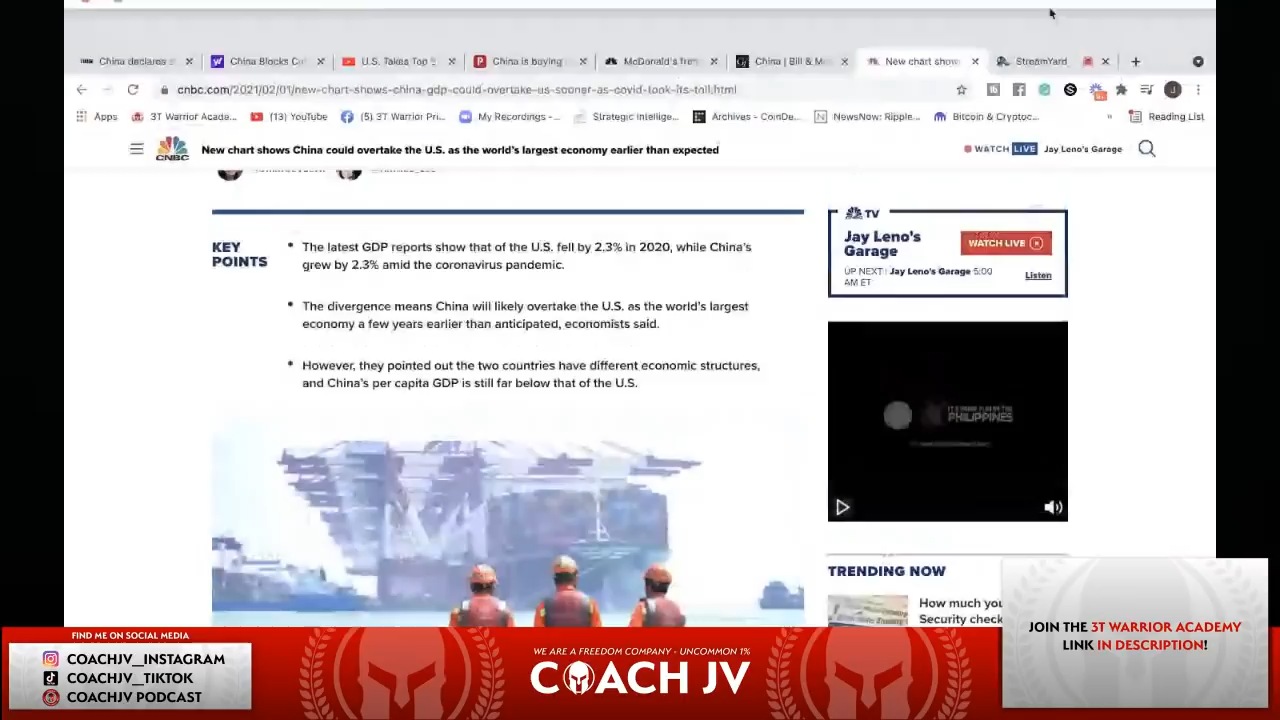 China declares
China Blocks
U.S. Takes Top
China is buying
McDonald's
China | Bill &
New chart show
StreamYard
cnbc.com/2021/02/01/new-chart-shows-china-gdp-could-overtake-us-sooner-as-covid-took-its-toll.html
Apps
3T Warrior Acade...
(13) YouTube
(5) 3T Warrior Pri...
My Recordings -...
Strategic Intellige...
Archives - CoinDe...
NewsNow: Ripple...
Bitcoin & Cryptoc...
»
Reading List
CNBC
New chart shows China could overtake the U.S. as the world's largest economy earlier than expected
WATCH LIVE
Jay Leno's Garage
KEY
POINTS
• The latest GDP reports show that of the U.S. fell by 2.3% in 2020, while China's
grew by 2.3% amid the coronavirus pandemic.
• The divergence means China will likely overtake the U.S. as the world's largest
economy a few years earlier than anticipated, economists said.
• However, they pointed out the two countries have different economic structures,
and China's per capita GDP is still far below that of the U.S.
TV
Jay Leno's
Garage
WATCH LIVE
UP NEXT | Jay Leno's Garage 5:00
AM ET
Listen
PHILIPPINES
TRENDING NOW
How much you
Security check
FIND ME ON SOCIAL MEDIA
COACHJV_INSTAGRAM
COACHJV_TIKTOK
COACHJV PODCAST
WE ARE A FREEDOM COMPANY - UNCOMMON 1%
COACH JV
JOIN THE 3T WARRIOR ACADEMY
LINK IN DESCRIPTION!